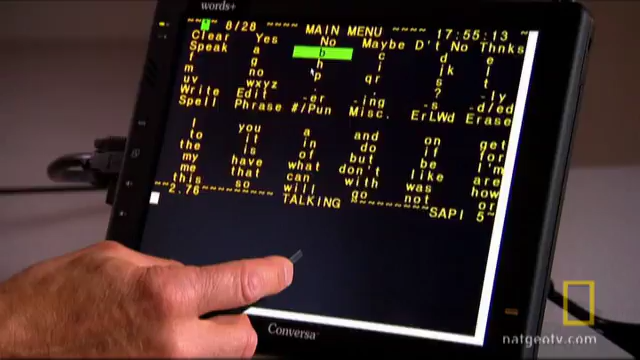 words+
8/28 ~~~~ MAIN MENU ~~~~ 17:55:13
Clear Yes No Maybe D't No Thnks
Speak a b c d e
f g h i jk l
m no p qr s t
uv wxyz . , ? -ly
Write Edit -er -ing -s -d/ed
Spell Phrase #/Pun Misc. ErLWd Erase
I you a and on get
to it in do if for
the is of but be I'm
my have what don't like are
me that can with was how
this so will go not or
~~2.76~~~~~~~~~ TALKING ~~~~~~~~~ SAPI 5~
Conversa
natgeotv.com